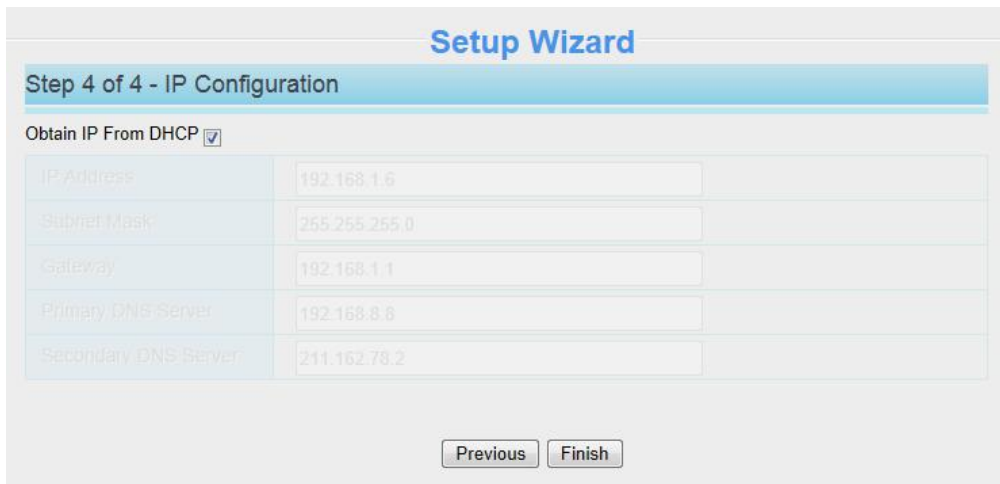 Setup Wizard
Step 4 of 4 - IP Configuration
Obtain IP From DHCP
IP Address 192.168.1.6
Subnet Mask 255.255.255.0
Gateway 192.168.1.1
Primary DNS Server 192.168.8.8
Secondary DNS Server 211.162.78.2
Previous Finish